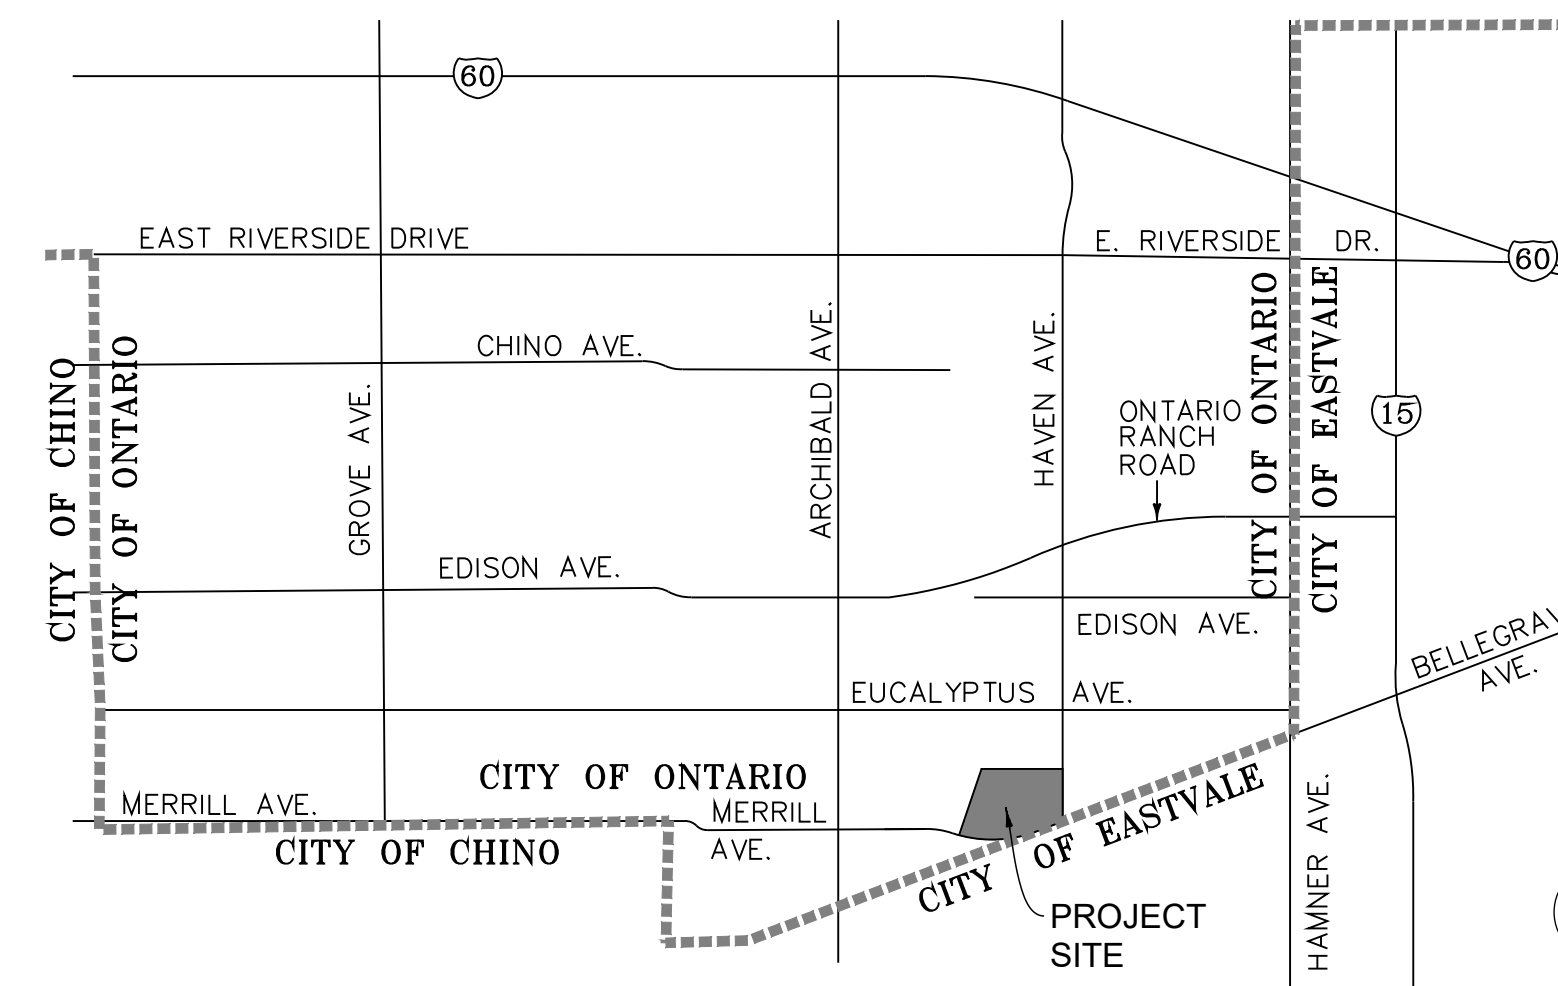 60
EAST RIVERSIDE DRIVE
E. RIVERSIDE DR.
60
CHINO AVE.
ARCHIBALD AVE.
HAVEN AVE.
GROVE AVE.
CITY OF CHINO
CITY OF ONTARIO
CITY OF ONTARIO
CITY OF EASTVALE
15
ONTARIO
RANCH
ROAD
EDISON AVE.
EDISON AVE.
BELLEGRAV
AVE.
EUCALYPTUS AVE.
CITY OF ONTARIO
MERRILL AVE.
MERRILL
AVE.
CITY OF CHINO
CITY OF EASTVALE
HAMNER AVE.
PROJECT
SITE